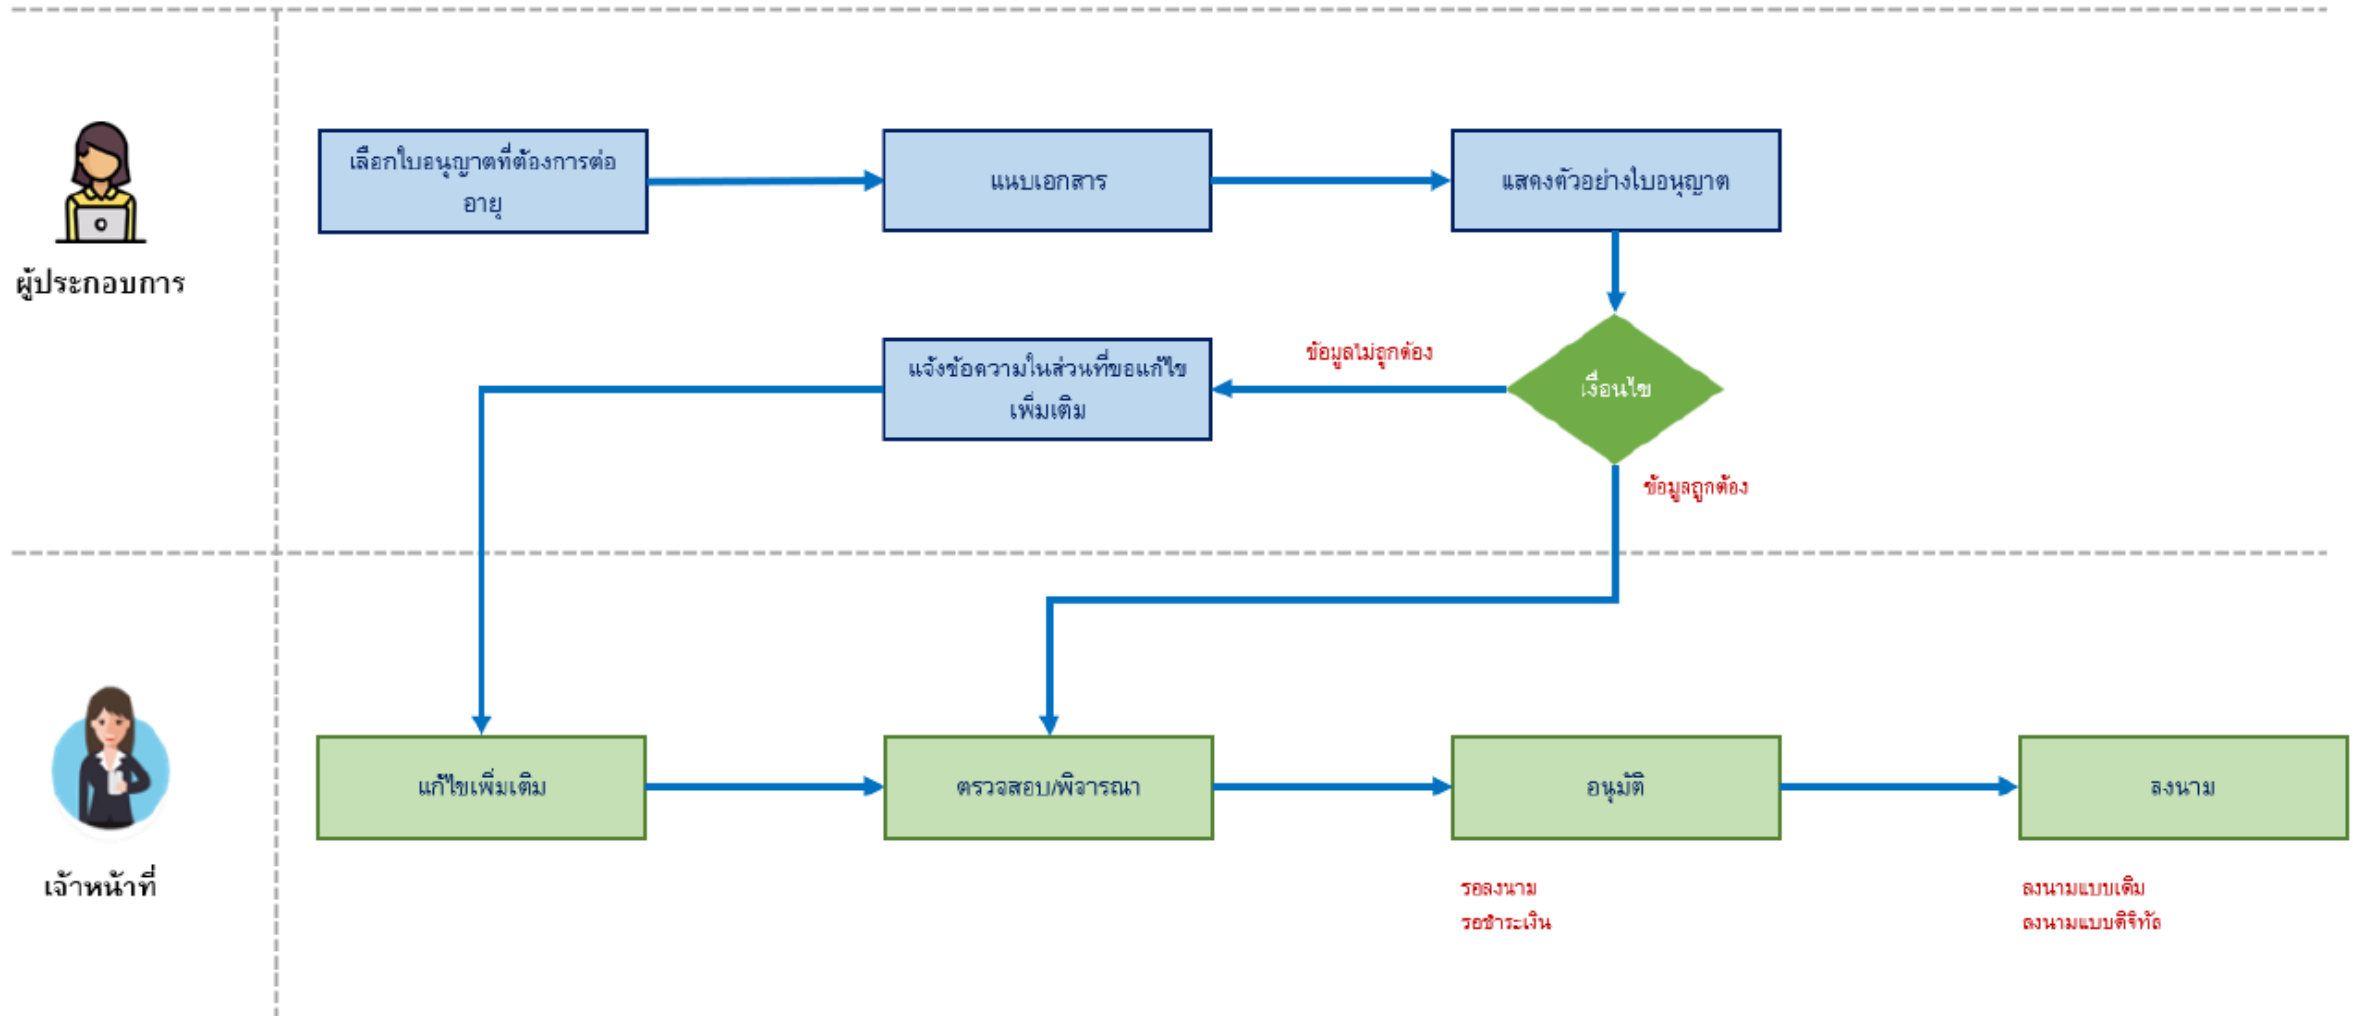 เลือกใบอนุญาตที่ต้องการต่อ
อายุ
แนบเอกสาร
แสดงตัวอย่างใบอนุญาต
ผู้ประกอบการ
แจ้งข้อความในส่วนที่ขอแก้ไข
เพิ่มเติม
ข้อมูลไม่ถูกต้อง
เงื่อนไข
ข้อมูลถูกต้อง
แก้ไขเพิ่มเติม
ตรวจสอบ/พิจารณา
อนุมัติ
ลงนาม
เจ้าหน้าที่
รอลงนาม
รอชำระเงิน
ลงนามแบบเดิม
ลงนามแบบดิจิทัล